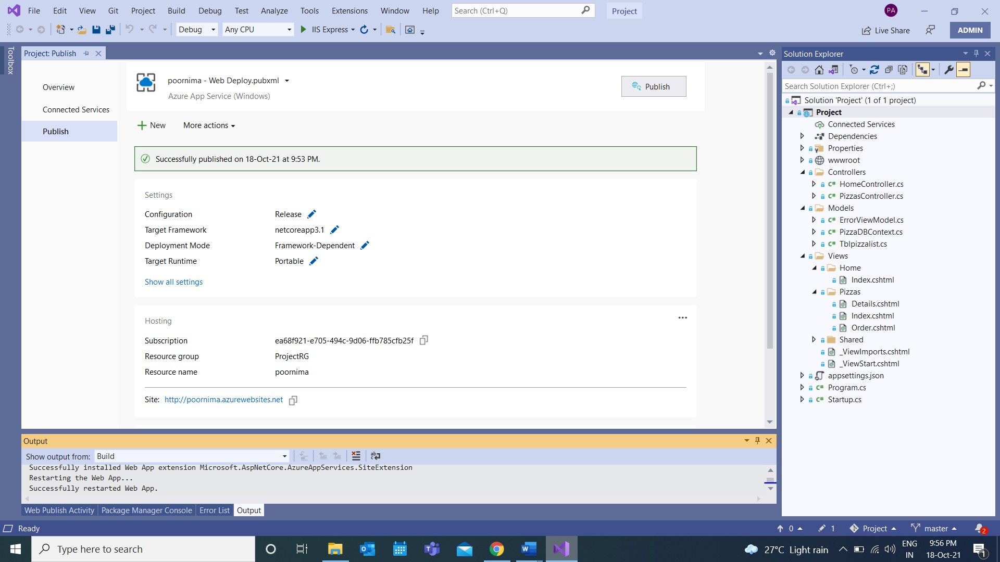 File Edit View Git Project Build Debug Test Analyze Tools Extensions Window Help Search (Ctrl+Q) Project PA
Debug Any CPU IIS Express Live Share ADMIN
Toolbox
Project: Publish
Overview
Connected Services
Publish
poornima - Web Deploy.pubxml
Azure App Service (Windows)
Publish
New More actions
Successfully published on 18-Oct-21 at 9:53 PM.
Settings
Configuration Release
Target Framework netcoreapp3.1
Deployment Mode Framework-Dependent
Target Runtime Portable
Show all settings
Hosting
Subscription ea68f921-e705-494c-9d06-ffb785cfb25f
Resource group ProjectRG
Resource name poornima
Site: http://poornima.azurewebsites.net
Output
Show output from: Build
Successfully installed Web App extension Microsoft.AspNetCore.AzureAppServices.SiteExtension
Restarting the Web App...
Successfully restarted Web App.
Web Publish Activity Package Manager Console Error List Output
Solution Explorer
Search Solution Explorer (Ctrl+;)
Solution 'Project' (1 of 1 project)
Project
Connected Services
Dependencies
Properties
wwwroot
Controllers
C# HomeController.cs
C# PizzasController.cs
Models
C# ErrorViewModel.cs
C# PizzaDBContext.cs
C# Tblpizzalist.cs
Views
Home
Index.cshtml
Pizzas
Details.cshtml
Index.cshtml
Order.cshtml
Shared
_ViewImports.cshtml
_ViewStart.cshtml
appsettings.json
C# Program.cs
C# Startup.cs
Ready 0 1 Project master 2
Type here to search 27°C Light rain ENG IN 9:56 PM 18-Oct-21 1